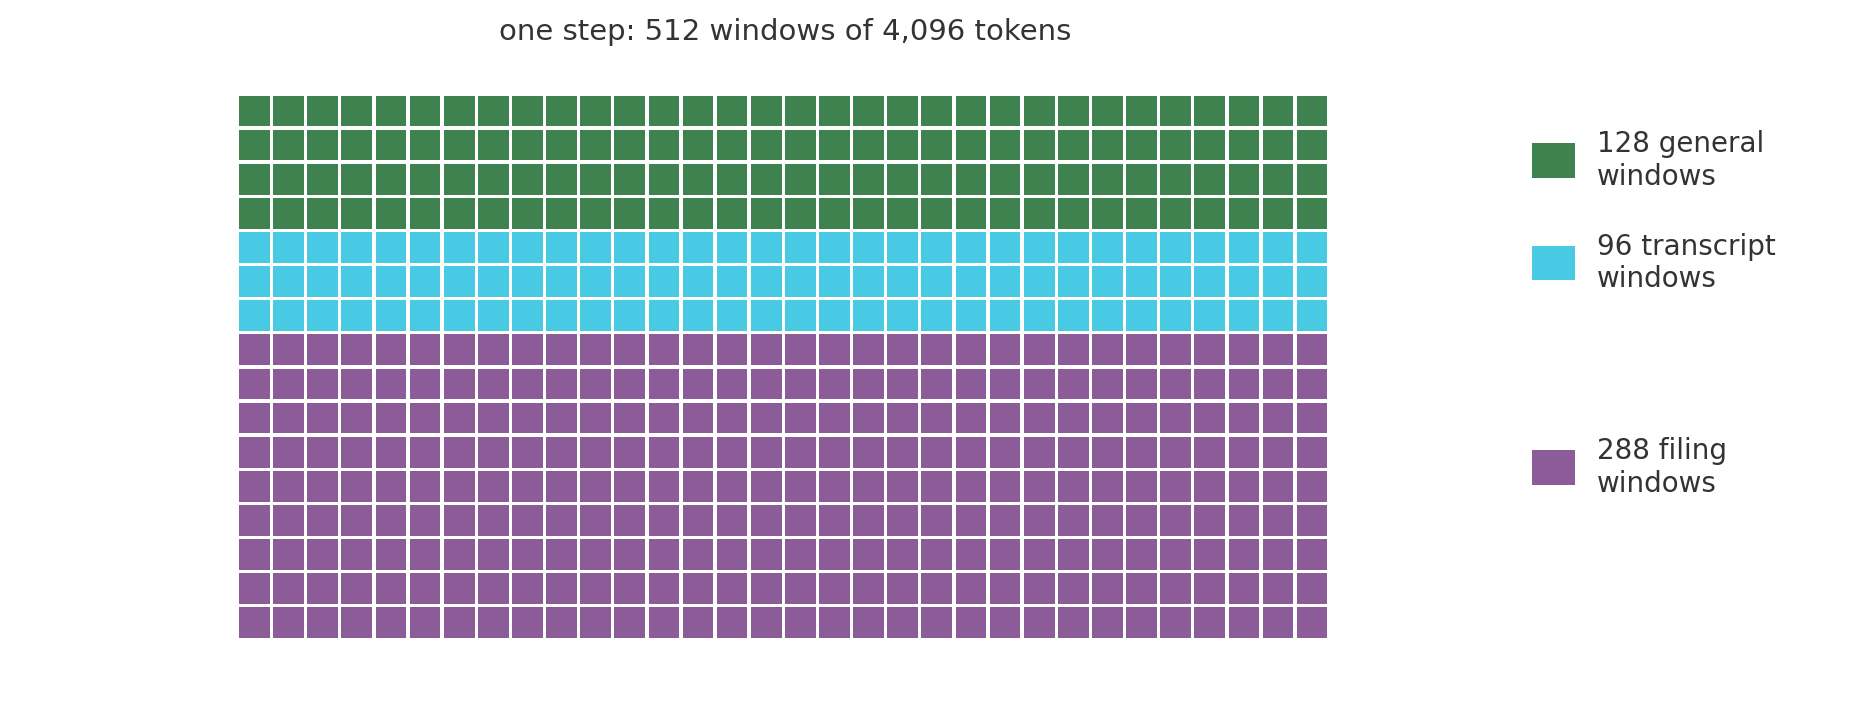 one step: 512 windows of 4,096 tokens
128 general
windows
96 transcript
windows
288 filing
windows